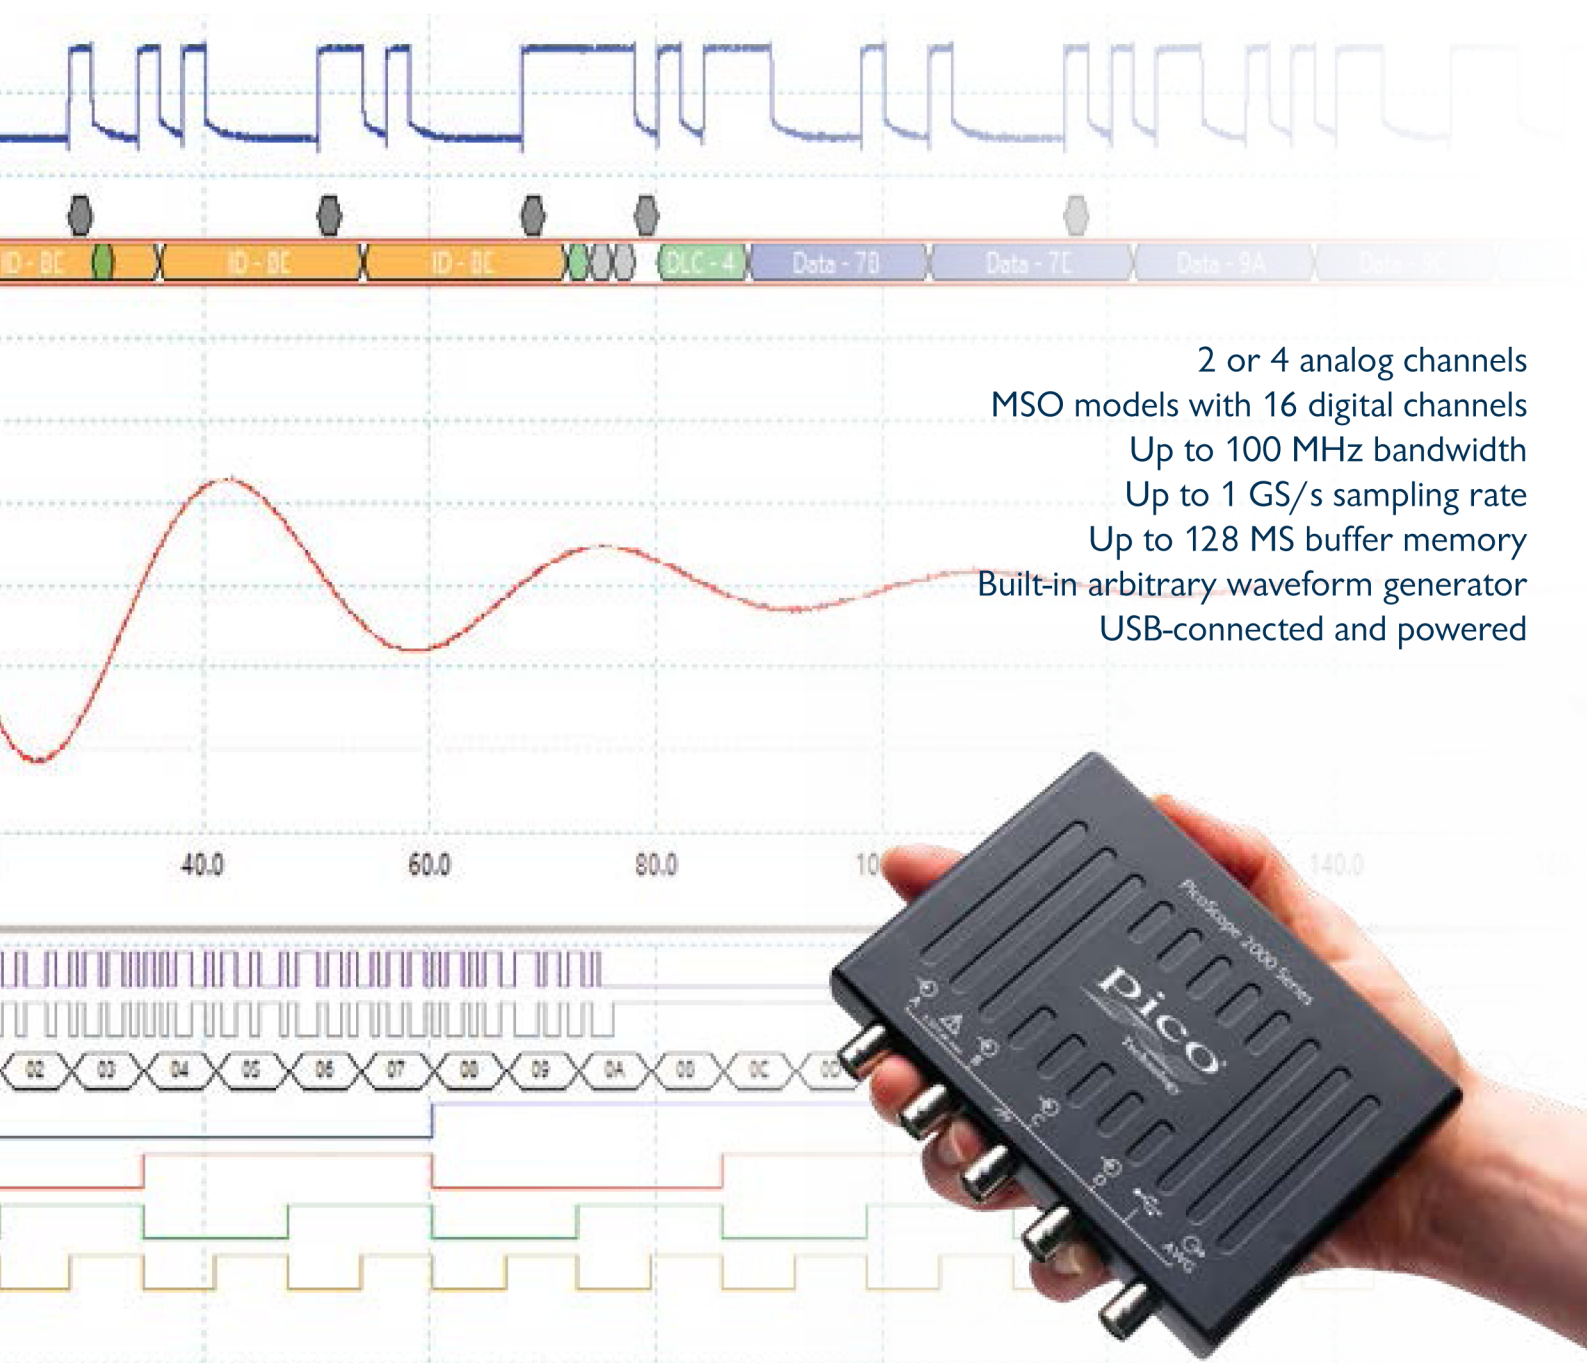 ID - BE ID - BE ID - BE DLC - 4 Data - 7B Data - 7E Data - 9A
2 or 4 analog channels
MSO models with 16 digital channels
Up to 100 MHz bandwidth
Up to 1 GS/s sampling rate
Up to 128 MS buffer memory
Built-in arbitrary waveform generator
USB-connected and powered
40.0 60.0 80.0 10 140.0
PicoScope 2000 Series
pico
Technology
A
B
C
D
AWG
02 03 04 05 06 07 08 09 0A 0B 0C 0D